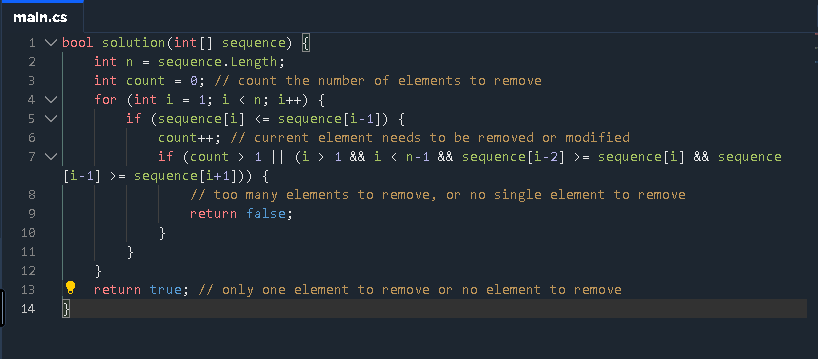 main.cs
1 bool solution(int[] sequence) {
2 int n = sequence.Length;
3 int count = 0; // count the number of elements to remove
4 for (int i = 1; i < n; i++) {
5 if (sequence[i] <= sequence[i-1]) {
6 count++; // current element needs to be removed or modified
7 if (count > 1 || (i > 1 && i < n-1 && sequence[i-2] >= sequence[i] && sequence
[i-1] >= sequence[i+1])) {
8 // too many elements to remove, or no single element to remove
9 return false;
10 }
11 }
12 }
13 return true; // only one element to remove or no element to remove
14 }